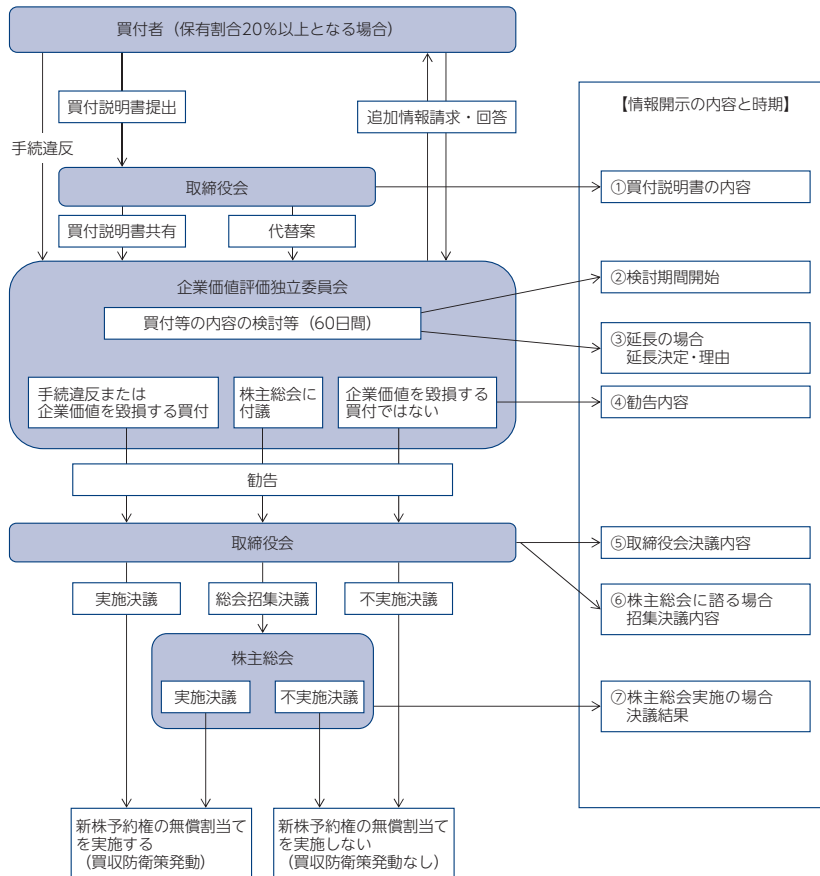 買付者（保有割合20％以上となる場合）
買付説明書提出
追加情報請求・回答
手続違反
【情報開示の内容と時期】
取締役会
①買付説明書の内容
買付説明書共有
代替案
企業価値評価独立委員会
②検討期間開始
買付等の内容の検討等（60日間）
③延長の場合
延長決定・理由
手続違反または
企業価値を毀損する買付
株主総会に
付議
企業価値を毀損する
買付ではない
④勧告内容
勧告
取締役会
⑤取締役会決議内容
実施決議
総会招集決議
不実施決議
⑥株主総会に諮る場合
招集決議内容
株主総会
実施決議
不実施決議
⑦株主総会実施の場合
決議結果
新株予約権の無償割当て
を実施する
（買収防衛策発動）
新株予約権の無償割当て
を実施しない
（買収防衛策発動なし）